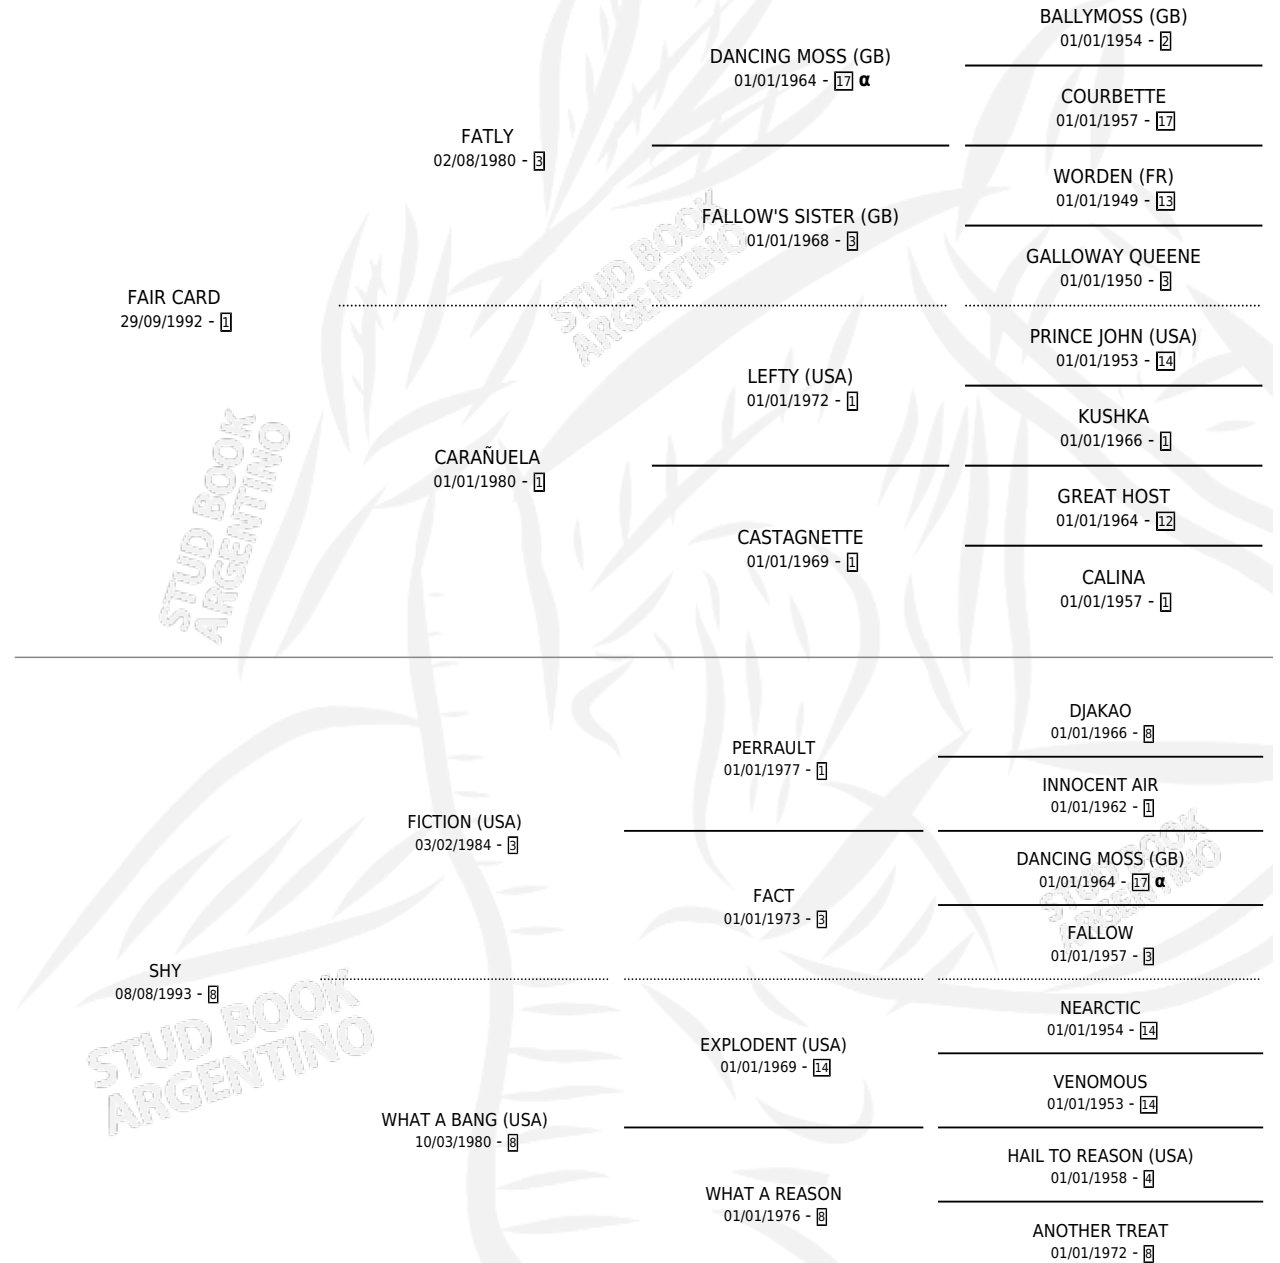 BALLYMOSS (GB)
01/01/1954 - 2
DANCING MOSS (GB)
01/01/1964 - 17 α
COURBETTE
01/01/1957 - 17
FATLY
02/08/1980 - 3
WORDEN (FR)
01/01/1949 - 13
FALLOW'S SISTER (GB)
01/01/1968 - 3
GALLOWAY QUEENE
01/01/1950 - 3
FAIR CARD
29/09/1992 - 1
PRINCE JOHN (USA)
01/01/1953 - 14
LEFTY (USA)
01/01/1972 - 1
KUSHKA
01/01/1966 - 1
CARAÑUELA
01/01/1980 - 1
GREAT HOST
01/01/1964 - 12
CASTAGNETTE
01/01/1969 - 1
CALINA
01/01/1957 - 1
DJAKAO
01/01/1966 - 8
PERRAULT
01/01/1977 - 1
INNOCENT AIR
01/01/1962 - 1
FICTION (USA)
03/02/1984 - 3
DANCING MOSS (GB)
01/01/1964 - 17 α
FACT
01/01/1973 - 3
FALLOW
01/01/1957 - 3
SHY
08/08/1993 - 8
NEARCTIC
01/01/1954 - 14
EXPLODENT (USA)
01/01/1969 - 14
VENOMOUS
01/01/1953 - 14
WHAT A BANG (USA)
10/03/1980 - 8
HAIL TO REASON (USA)
01/01/1958 - 4
WHAT A REASON
01/01/1976 - 8
ANOTHER TREAT
01/01/1972 - 8
STUD BOOK
ARGENTINO
STUD BOOK
ARGENTINO
STUD BOOK
ARGENTINO
STUD BOOK
ARGENTINO